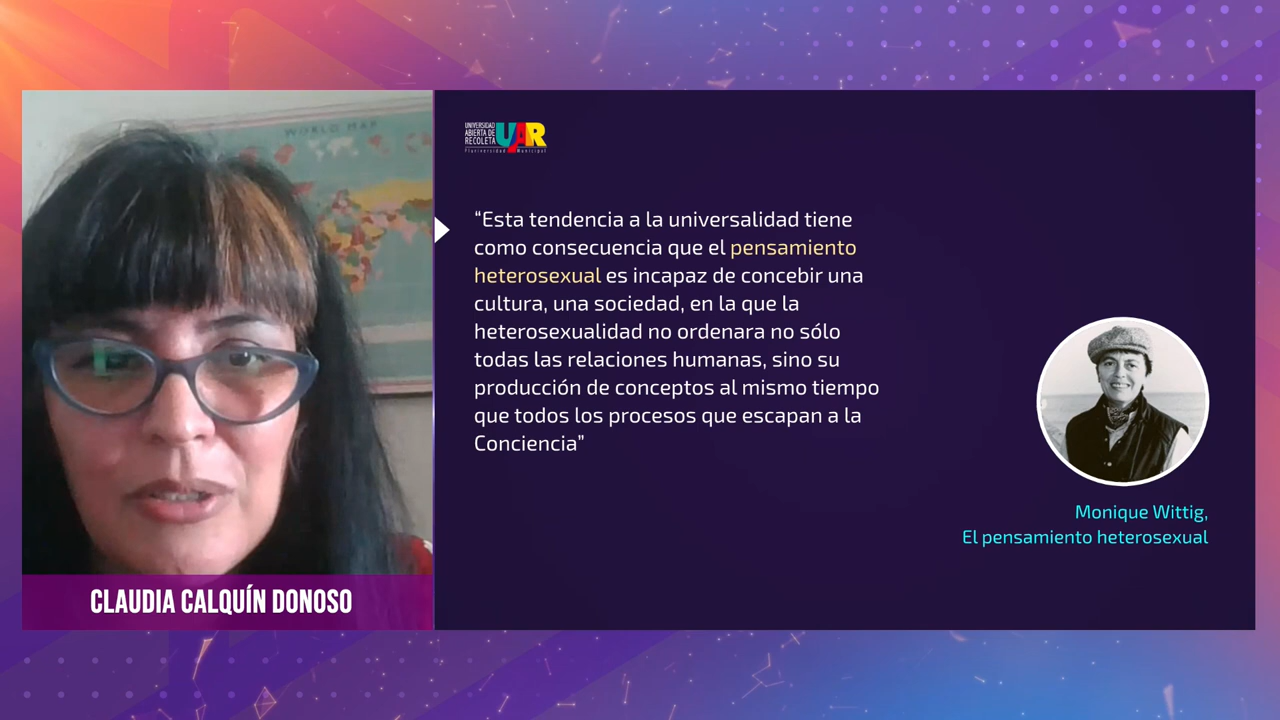 WORLD MAP
CLAUDIA CALQUÍN DONOSO
UNIVERSIDAD
ABIERTA DE
RECOLETA
UAR
Pluriversidad Municipal
“Esta tendencia a la universalidad tiene
como consecuencia que el pensamiento
heterosexual es incapaz de concebir una
cultura, una sociedad, en la que la
heterosexualidad no ordenara no sólo
todas las relaciones humanas, sino su
producción de conceptos al mismo tiempo
que todos los procesos que escapan a la
Conciencia”
Monique Wittig,
El pensamiento heterosexual